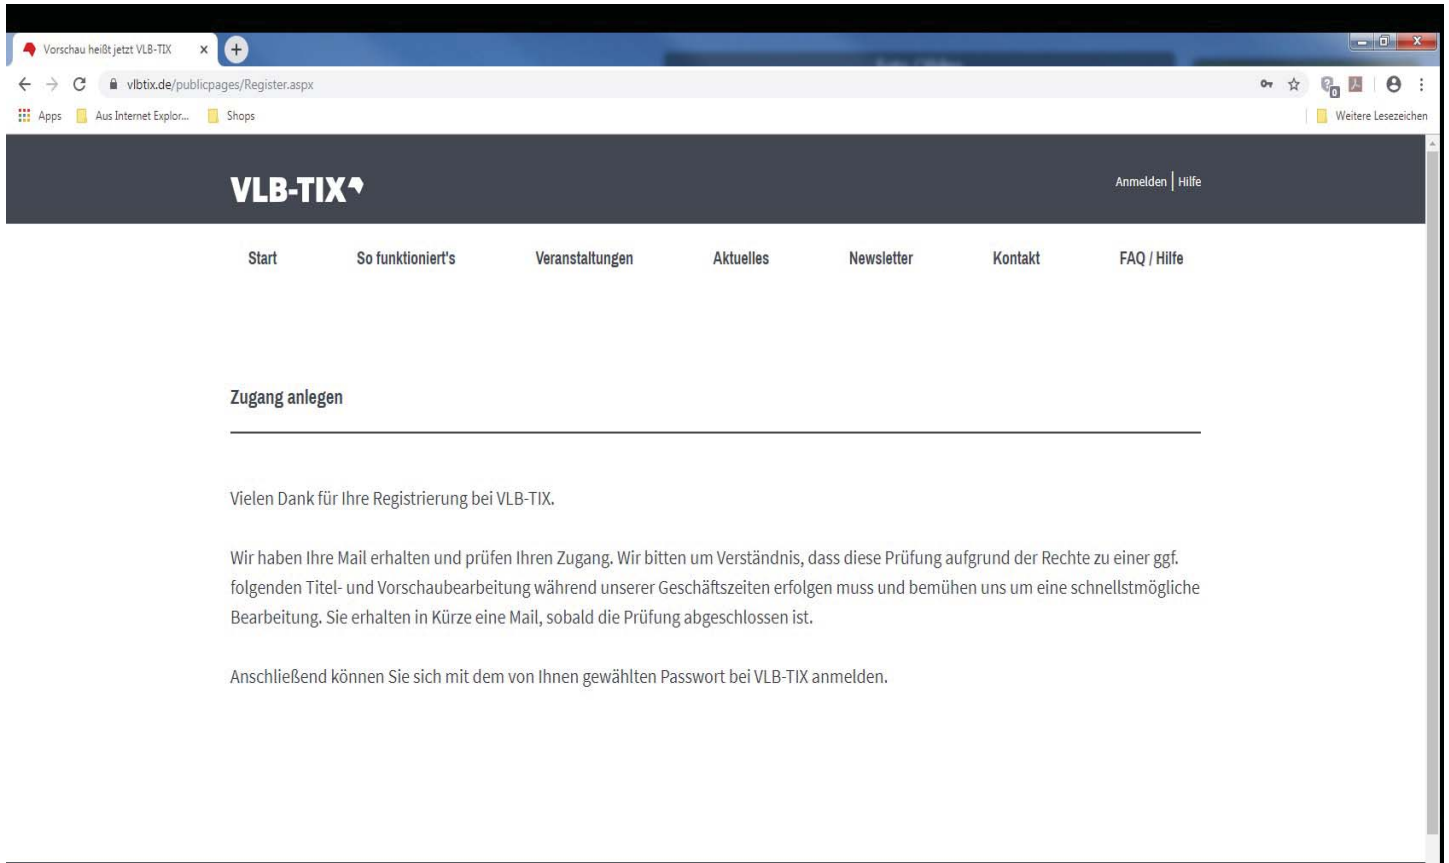 Vorschau heißt jetzt VLB-TIX
vlbtix.de/publicpages/Register.aspx
Apps
Aus Internet Explor...
Shops
Weitere Lesezeichen
VLB-TIX
Anmelden | Hilfe
Start So funktioniert's Veranstaltungen Aktuelles Newsletter Kontakt FAQ / Hilfe
Zugang anlegen
Vielen Dank für Ihre Registrierung bei VLB-TIX.
Wir haben Ihre Mail erhalten und prüfen Ihren Zugang. Wir bitten um Verständnis, dass diese Prüfung aufgrund der Rechte zu einer ggf.
folgenden Titel- und Vorschaubearbeitung während unserer Geschäftszeiten erfolgen muss und bemühen uns um eine schnellstmögliche
Bearbeitung. Sie erhalten in Kürze eine Mail, sobald die Prüfung abgeschlossen ist.
Anschließend können Sie sich mit dem von Ihnen gewählten Passwort bei VLB-TIX anmelden.